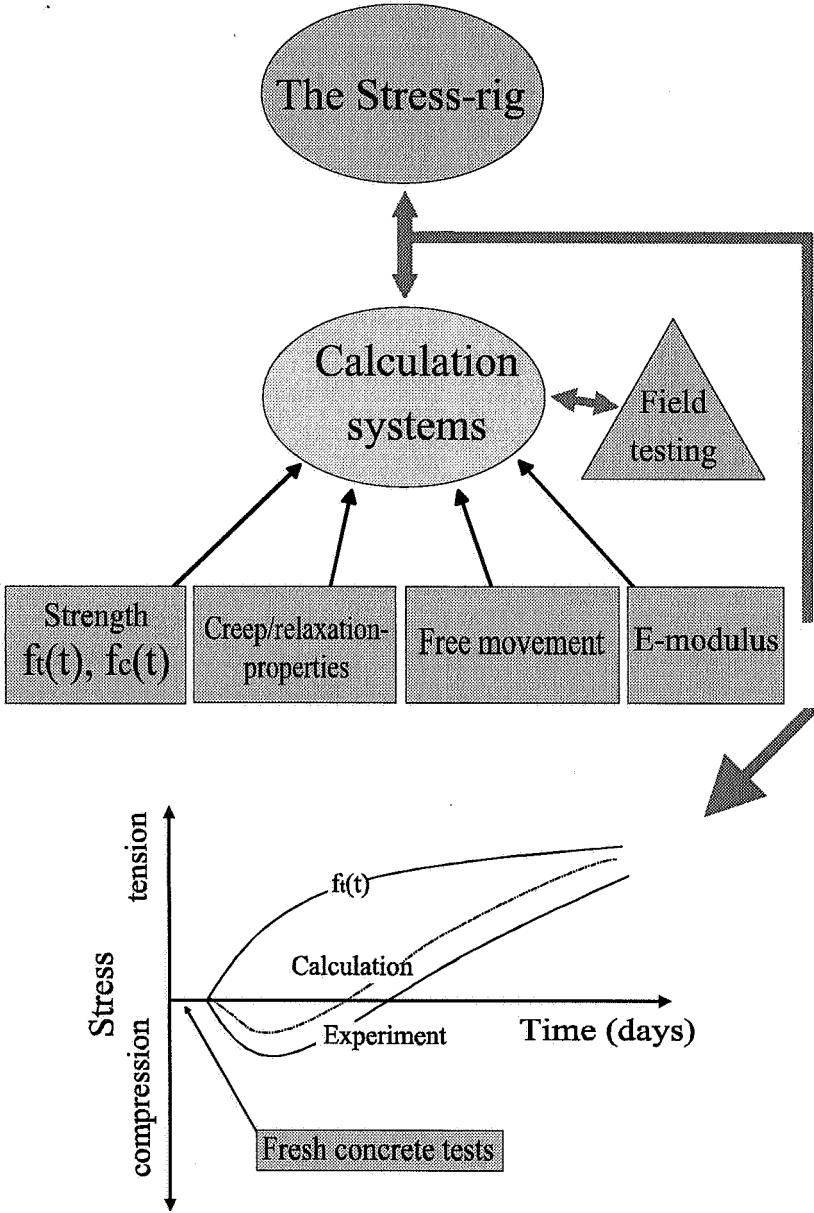 The Stress-rig
Calculation
systems
Field
testing
Strength
ft(t), fc(t)
Creep/relaxation-
properties
Free movement
E-modulus
tension
Stress
compression
ft(t)
Calculation
Experiment
Time (days)
Fresh concrete tests